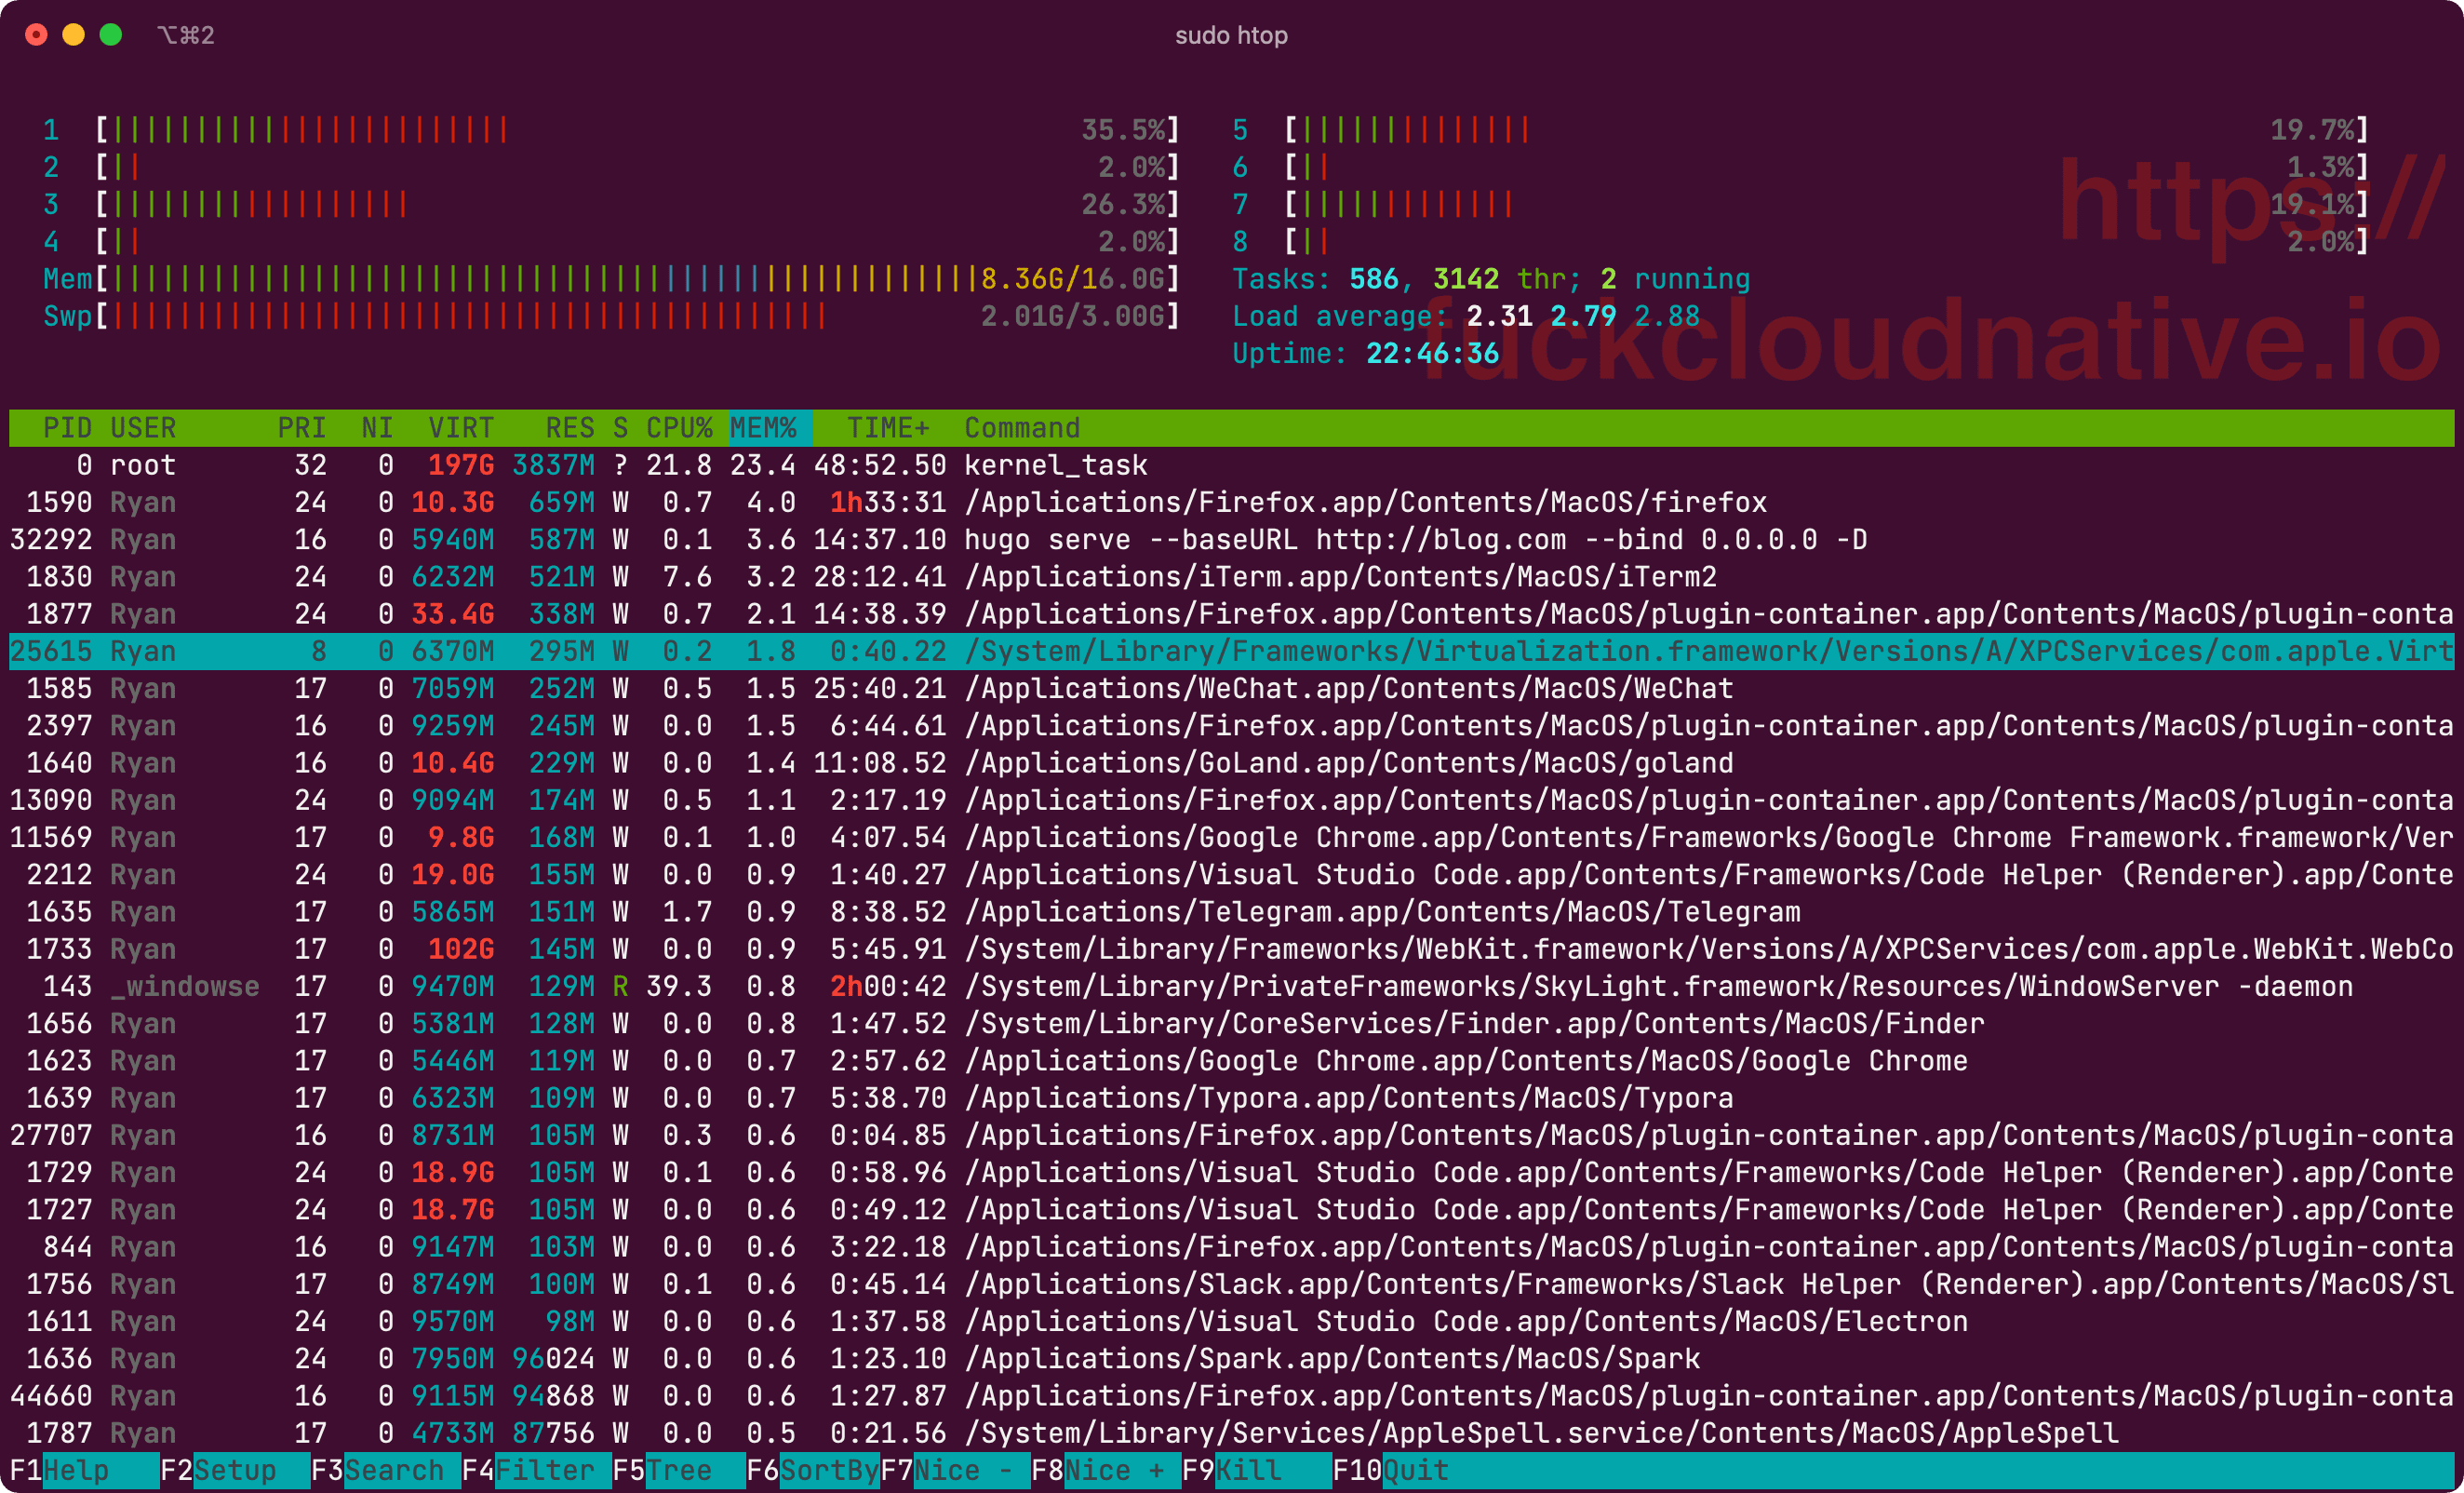 ⌥⌘2 sudo htop
1 [|||||||||||||||||||||||| 35.5%] 5 [|||||||||||||| 19.7%]
2 [|| 2.0%] 6 [|| 1.3%]
3 [|||||||||||||||||| 26.3%] 7 [||||||||||||| 19.1%]
4 [|| 2.0%] 8 [|| 2.0%]
Mem[||||||||||||||||||||||||||||||||||||||||||||||||||||8.36G/16.0G] Tasks: 586, 3142 thr; 2 running
Swp[||||||||||||||||||||||||||||||||||||||||||| 2.01G/3.00G] Load average: 2.31 2.79 2.88
Uptime: 22:46:36
https://
fuckcloudnative.io
PID USER PRI NI VIRT RES S CPU% MEM% TIME+ Command
0 root 32 0 197G 3837M ? 21.8 23.4 48:52.50 kernel_task
1590 Ryan 24 0 10.3G 659M W 0.7 4.0 1h33:31 /Applications/Firefox.app/Contents/MacOS/firefox
32292 Ryan 16 0 5940M 587M W 0.1 3.6 14:37.10 hugo serve --baseURL http://blog.com --bind 0.0.0.0 -D
1830 Ryan 24 0 6232M 521M W 7.6 3.2 28:12.41 /Applications/iTerm.app/Contents/MacOS/iTerm2
1877 Ryan 24 0 33.4G 338M W 0.7 2.1 14:38.39 /Applications/Firefox.app/Contents/MacOS/plugin-container.app/Contents/MacOS/plugin-conta
25615 Ryan 8 0 6370M 295M W 0.2 1.8 0:40.22 /System/Library/Frameworks/Virtualization.framework/Versions/A/XPCServices/com.apple.Virt
1585 Ryan 17 0 7059M 252M W 0.5 1.5 25:40.21 /Applications/WeChat.app/Contents/MacOS/WeChat
2397 Ryan 16 0 9259M 245M W 0.0 1.5 6:44.61 /Applications/Firefox.app/Contents/MacOS/plugin-container.app/Contents/MacOS/plugin-conta
1640 Ryan 16 0 10.4G 229M W 0.0 1.4 11:08.52 /Applications/GoLand.app/Contents/MacOS/goland
13090 Ryan 24 0 9094M 174M W 0.5 1.1 2:17.19 /Applications/Firefox.app/Contents/MacOS/plugin-container.app/Contents/MacOS/plugin-conta
11569 Ryan 17 0 9.8G 168M W 0.1 1.0 4:07.54 /Applications/Google Chrome.app/Contents/Frameworks/Google Chrome Framework.framework/Ver
2212 Ryan 24 0 19.0G 155M W 0.0 0.9 1:40.27 /Applications/Visual Studio Code.app/Contents/Frameworks/Code Helper (Renderer).app/Conte
1635 Ryan 17 0 5865M 151M W 1.7 0.9 8:38.52 /Applications/Telegram.app/Contents/MacOS/Telegram
1733 Ryan 17 0 102G 145M W 0.0 0.9 5:45.91 /System/Library/Frameworks/WebKit.framework/Versions/A/XPCServices/com.apple.WebKit.WebCo
143 _windowse 17 0 9470M 129M R 39.3 0.8 2h00:42 /System/Library/PrivateFrameworks/SkyLight.framework/Resources/WindowServer -daemon
1656 Ryan 17 0 5381M 128M W 0.0 0.8 1:47.52 /System/Library/CoreServices/Finder.app/Contents/MacOS/Finder
1623 Ryan 17 0 5446M 119M W 0.0 0.7 2:57.62 /Applications/Google Chrome.app/Contents/MacOS/Google Chrome
1639 Ryan 17 0 6323M 109M W 0.0 0.7 5:38.70 /Applications/Typora.app/Contents/MacOS/Typora
27707 Ryan 16 0 8731M 105M W 0.3 0.6 0:04.85 /Applications/Firefox.app/Contents/MacOS/plugin-container.app/Contents/MacOS/plugin-conta
1729 Ryan 24 0 18.9G 105M W 0.1 0.6 0:58.96 /Applications/Visual Studio Code.app/Contents/Frameworks/Code Helper (Renderer).app/Conte
1727 Ryan 24 0 18.7G 105M W 0.0 0.6 0:49.12 /Applications/Visual Studio Code.app/Contents/Frameworks/Code Helper (Renderer).app/Conte
844 Ryan 16 0 9147M 103M W 0.0 0.6 3:22.18 /Applications/Firefox.app/Contents/MacOS/plugin-container.app/Contents/MacOS/plugin-conta
1756 Ryan 17 0 8749M 100M W 0.1 0.6 0:45.14 /Applications/Slack.app/Contents/Frameworks/Slack Helper (Renderer).app/Contents/MacOS/Sl
1611 Ryan 24 0 9570M 98M W 0.0 0.6 1:37.58 /Applications/Visual Studio Code.app/Contents/MacOS/Electron
1636 Ryan 24 0 7950M 96024 W 0.0 0.6 1:23.10 /Applications/Spark.app/Contents/MacOS/Spark
44660 Ryan 16 0 9115M 94868 W 0.0 0.6 1:27.87 /Applications/Firefox.app/Contents/MacOS/plugin-container.app/Contents/MacOS/plugin-conta
1787 Ryan 17 0 4733M 87756 W 0.0 0.5 0:21.56 /System/Library/Services/AppleSpell.service/Contents/MacOS/AppleSpell
F1Help F2Setup F3Search F4Filter F5Tree F6SortByF7Nice - F8Nice + F9Kill F10Quit